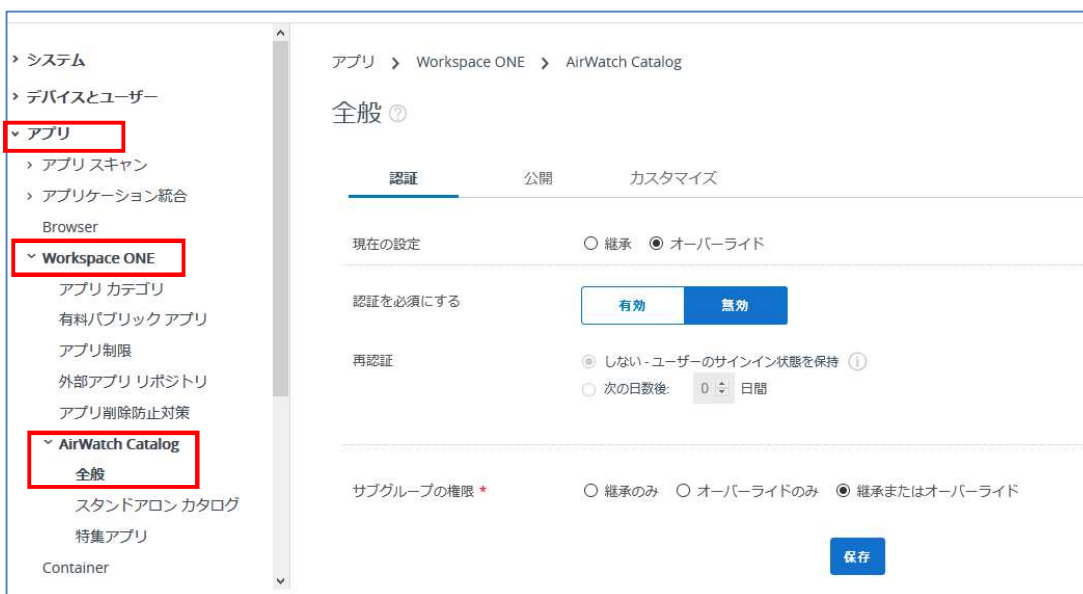 システム
デバイスとユーザー
アプリ
アプリ スキャン
アプリケーション統合
Browser
Workspace ONE
アプリ カテゴリ
有料パブリック アプリ
アプリ制限
外部アプリ リポジトリ
アプリ削除防止対策
AirWatch Catalog
全般
スタンドアロン カタログ
特集アプリ
Container
アプリ > Workspace ONE > AirWatch Catalog
全般 ?
認証 公開 カスタマイズ
現在の設定 継承 オーバーライド
認証を必須にする 有効 無効
再認証 しない - ユーザーのサインイン状態を保持 i
次の日数後: 0 日間
サブグループの権限 * 継承のみ オーバーライドのみ 継承またはオーバーライド
保存